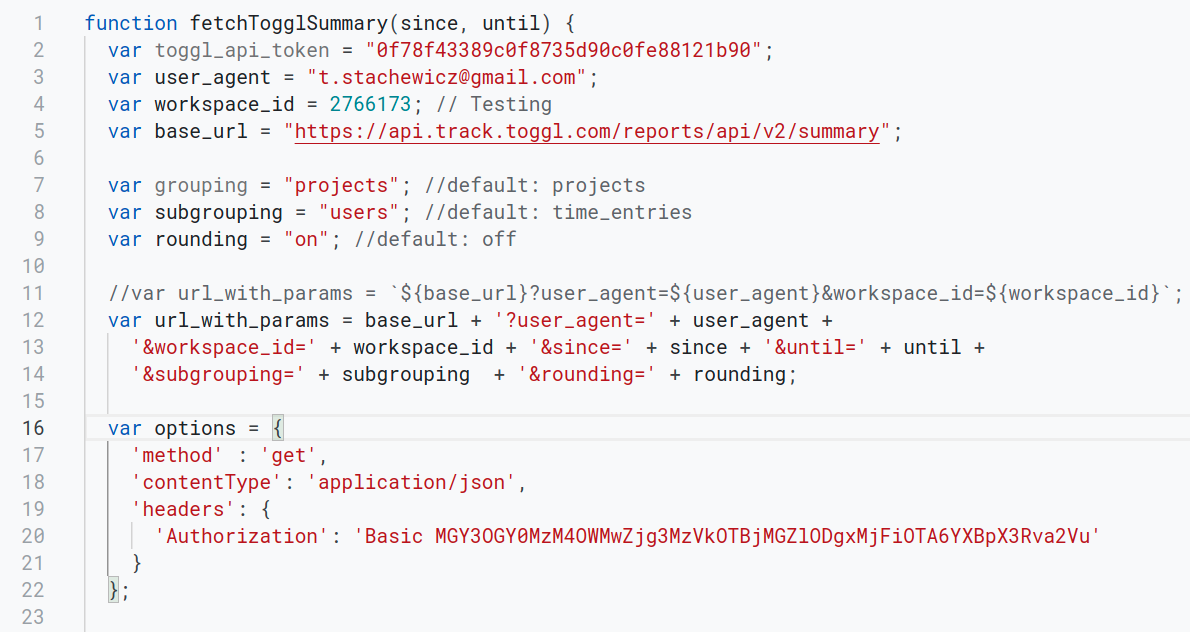 1 function fetchTogglSummary(since, until) {
2 var toggl_api_token = "0f78f43389c0f8735d90c0fe88121b90";
3 var user_agent = "t.stachewicz@gmail.com";
4 var workspace_id = 2766173; // Testing
5 var base_url = "https://api.track.toggl.com/reports/api/v2/summary";
6
7 var grouping = "projects"; //default: projects
8 var subgrouping = "users"; //default: time_entries
9 var rounding = "on"; //default: off
10
11 //var url_with_params = `${base_url}?user_agent=${user_agent}&workspace_id=${workspace_id}`;
12 var url_with_params = base_url + '?user_agent=' + user_agent +
13 '&workspace_id=' + workspace_id + '&since=' + since + '&until=' + until +
14 '&subgrouping=' + subgrouping  + '&rounding=' + rounding;
15
16 var options = {
17 'method' : 'get',
18 'contentType': 'application/json',
19 'headers': {
20 'Authorization': 'Basic MGY3OGY0MzM4OWMwZjg3MzVkOTBjMGZlODgxMjFiOTA6YXBpX3Rva2Vu'
21 }
22 };
23